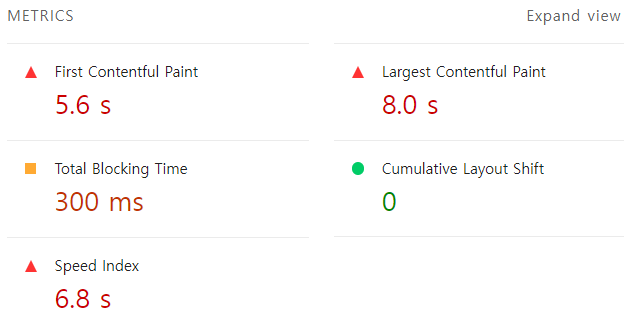 METRICS
Expand view
First Contentful Paint
5.6 s
Largest Contentful Paint
8.0 s
Total Blocking Time
300 ms
Cumulative Layout Shift
0
Speed Index
6.8 s